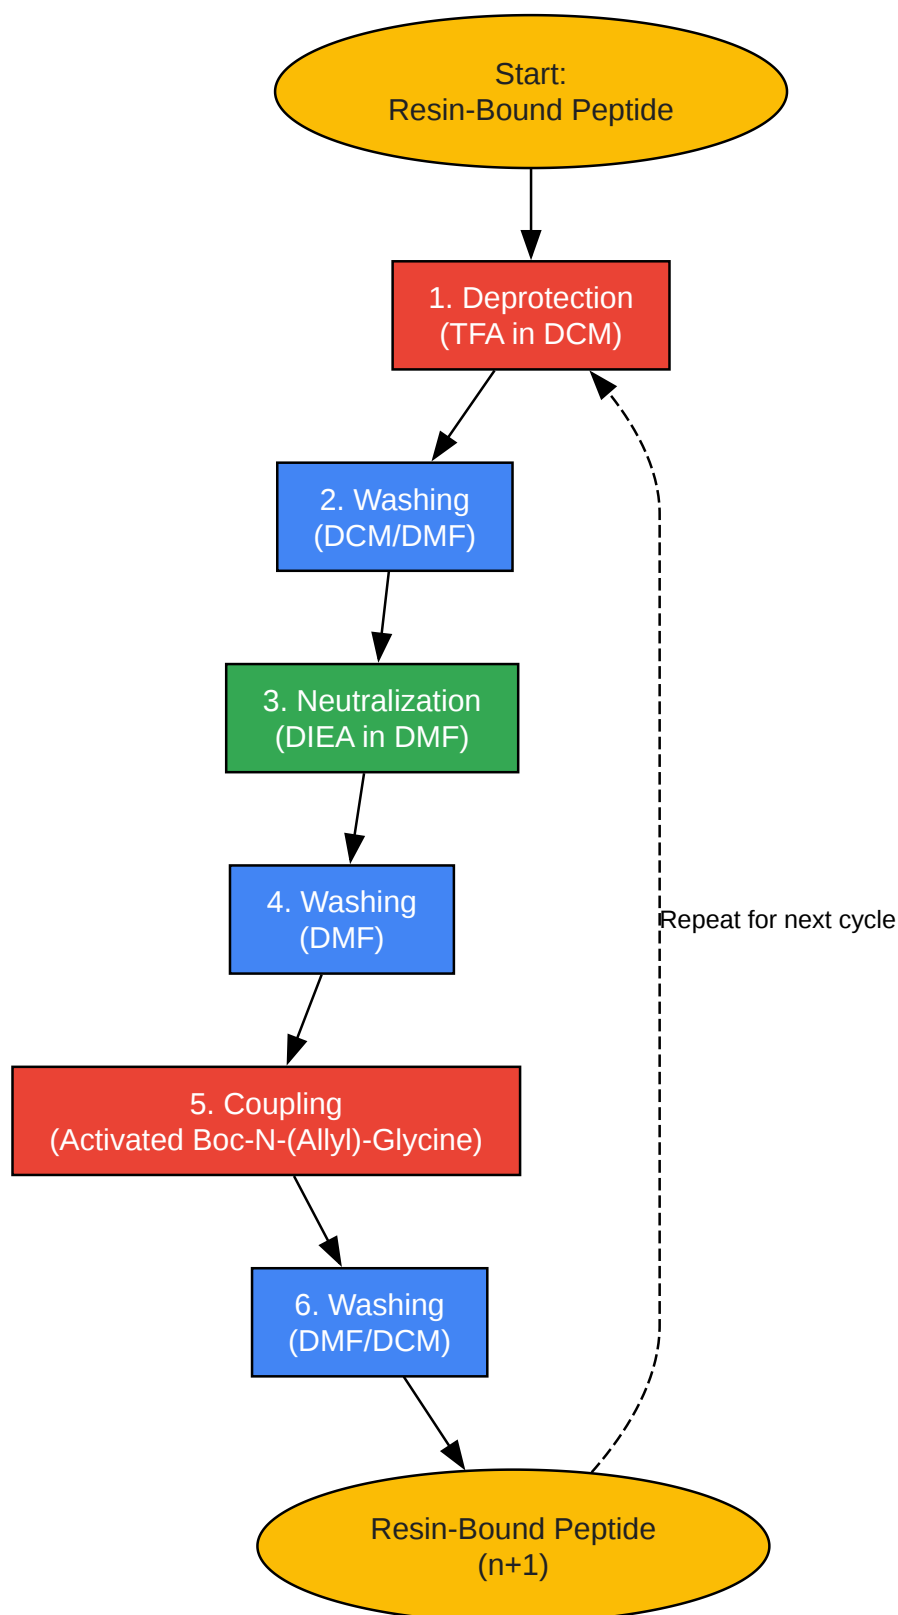 Start:
Resin-Bound Peptide
1. Deprotection
(TFA in DCM)
2. Washing
(DCM/DMF)
3. Neutralization
(DIEA in DMF)
4. Washing
(DMF)
Repeat for next cycle
5. Coupling
(Activated Boc-N-(Allyl)-Glycine)
6. Washing
(DMF/DCM)
Resin-Bound Peptide
(n+1)